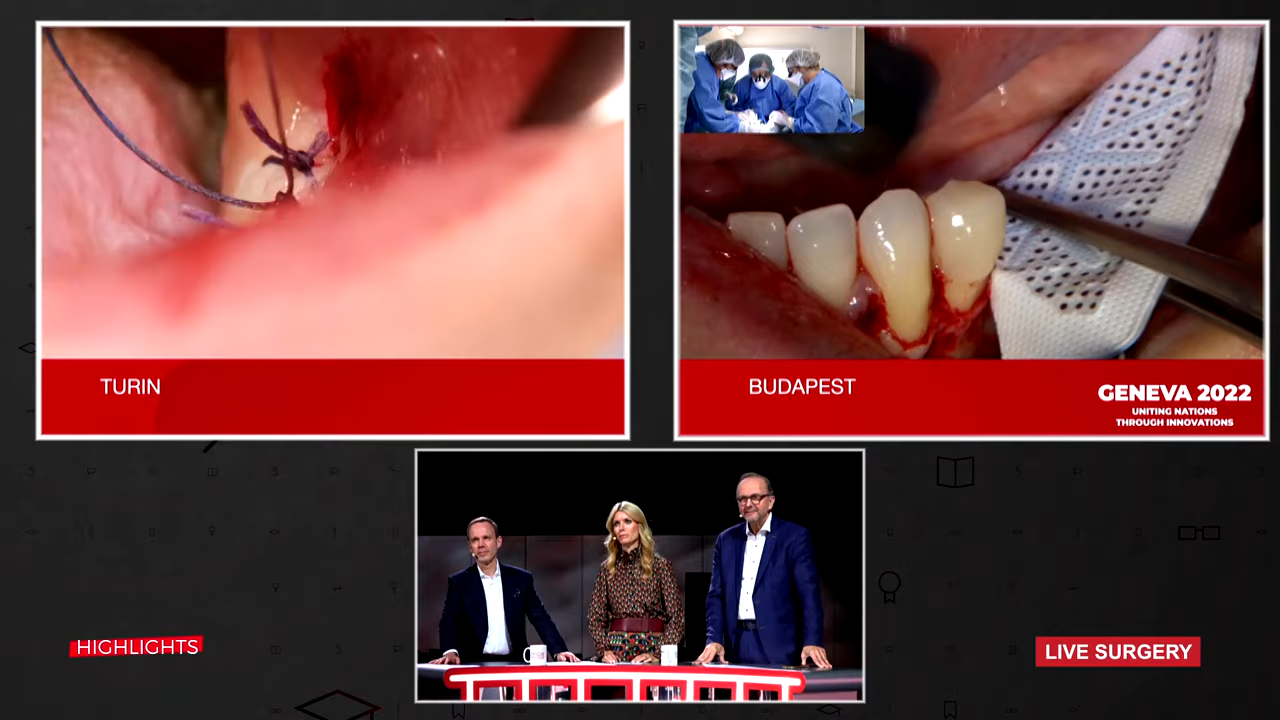 TURIN
BUDAPEST
GENEVA 2022
UNITING NATIONS
THROUGH INNOVATIONS
HIGHLIGHTS
LIVE SURGERY